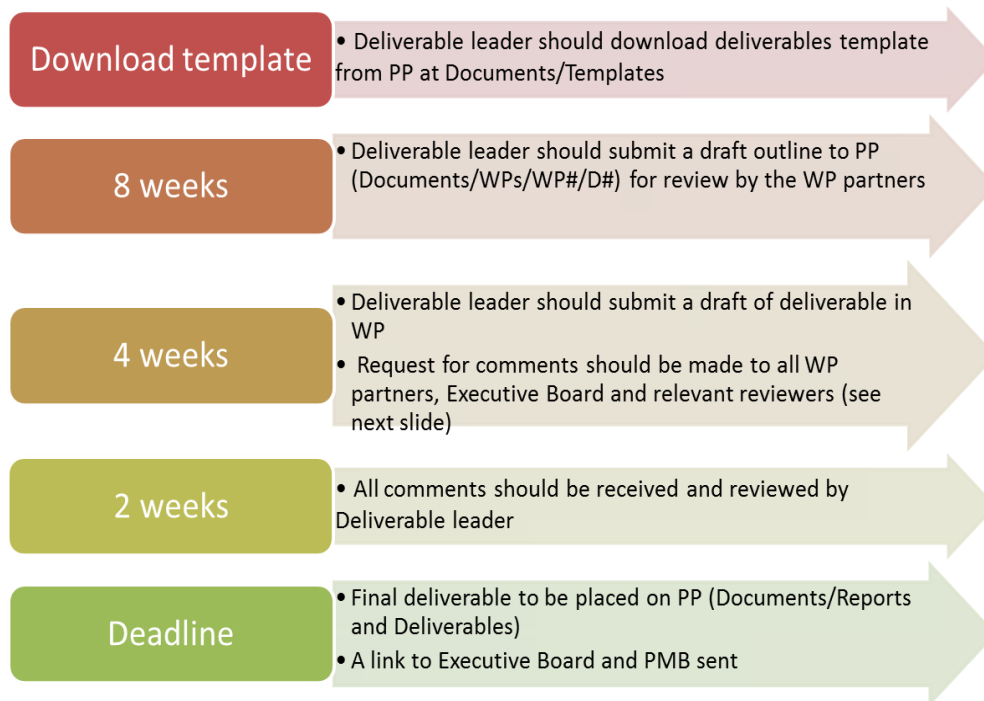 Download template
• Deliverable leader should download deliverables template
from PP at Documents/Templates
8 weeks
• Deliverable leader should submit a draft outline to PP
(Documents/WPs/WP#/D#) for review by the WP partners
4 weeks
• Deliverable leader should submit a draft of deliverable in
WP
• Request for comments should be made to all WP
partners, Executive Board and relevant reviewers (see
next slide)
2 weeks
• All comments should be received and reviewed by
Deliverable leader
Deadline
• Final deliverable to be placed on PP (Documents/Reports
and Deliverables)
• A link to Executive Board and PMB sent